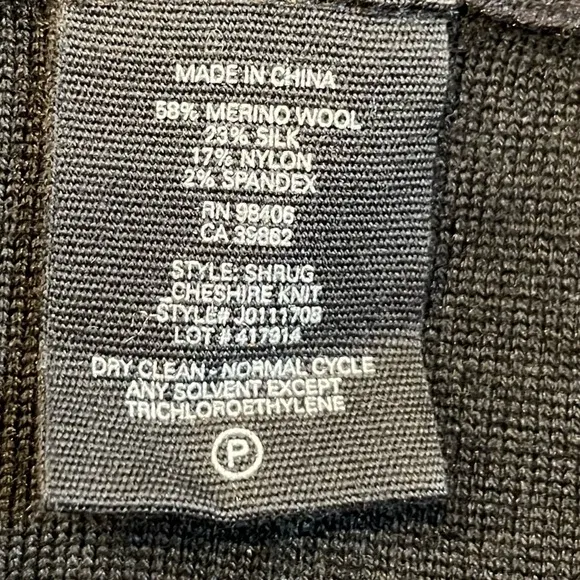 MADE IN CHINA
58% MERINO WOOL
23% SILK
17% NYLON
2% SPANDEX
RN 98406
CA 39882
STYLE: SHRUG
CHESHIRE KNIT
STYLE# J0111708
LOT # 417914
DRY CLEAN - NORMAL CYCLE
ANY SOLVENT EXCEPT
TRICHLOROETHYLENE
P